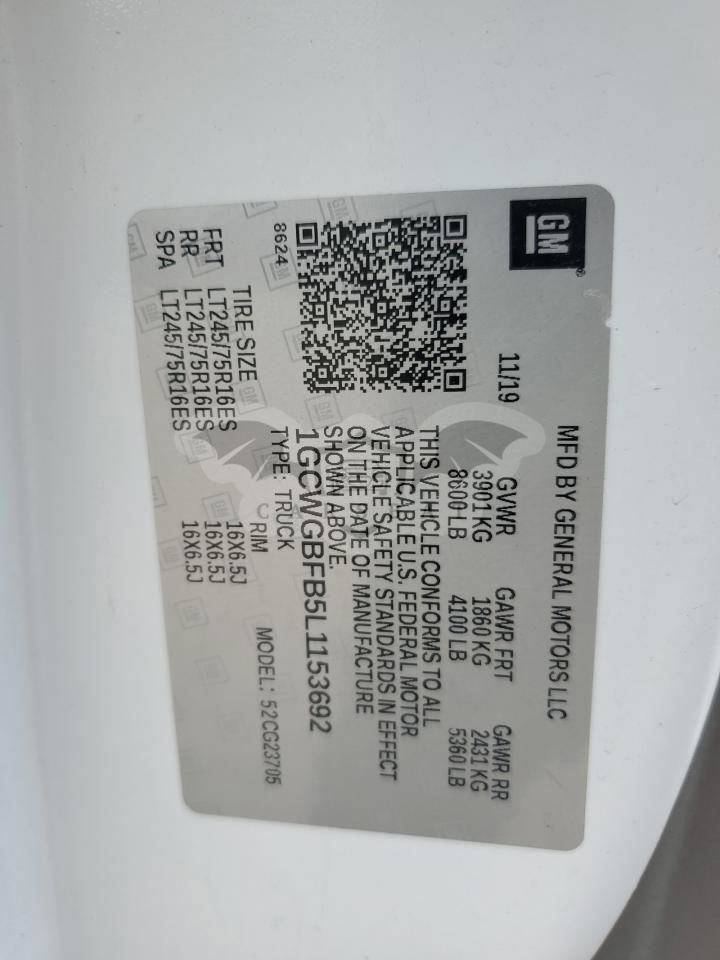 GM
MFD BY GENERAL MOTORS LLC
11/19 GVWR GAWR FRT GAWR RR
3901 KG 1860 KG 2431 KG
8600 LB 4100 LB 5360 LB
THIS VEHICLE CONFORMS TO ALL
APPLICABLE U.S. FEDERAL MOTOR
VEHICLE SAFETY STANDARDS IN EFFECT
ON THE DATE OF MANUFACTURE
SHOWN ABOVE.
1GCWGBFB5L1153692
8624 TYPE: TRUCK MODEL: 52CG23705
TIRE SIZE RIM
FRT LT245/75R16ES 16X6.5J
RR LT245/75R16ES 16X6.5J
SPA LT245/75R16ES 16X6.5J